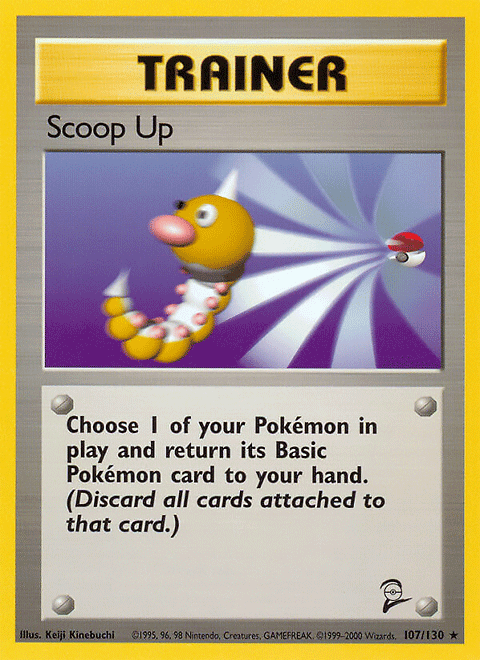 TRAINER
Scoop Up
Choose 1 of your Pokémon in
play and return its Basic
Pokémon card to your hand.
(Discard all cards attached to
that card.)
Illus. Keiji Kinebuchi ©1995, 96, 98 Nintendo, Creatures, GAMEFREAK. ©1999-2000 Wizards. 107/130 ★